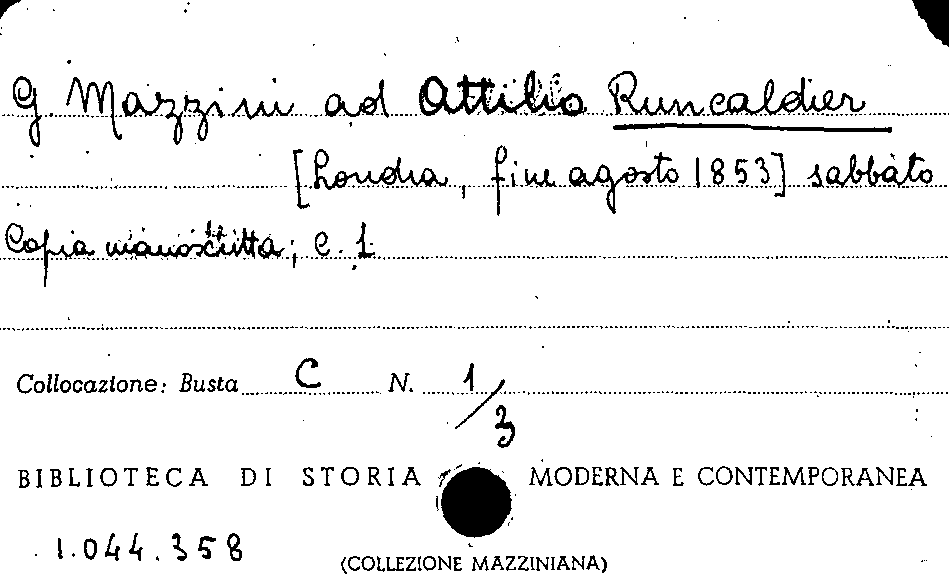 G. Mazzini ad Attilio Runcaldier
[Londra, fine agosto 1853] sabbato
Copia manoscritta; c. 1
Collocazione: Busta C N. 1/3
BIBLIOTECA DI STORIA MODERNA E CONTEMPORANEA
1.044.358
(COLLEZIONE MAZZINIANA)